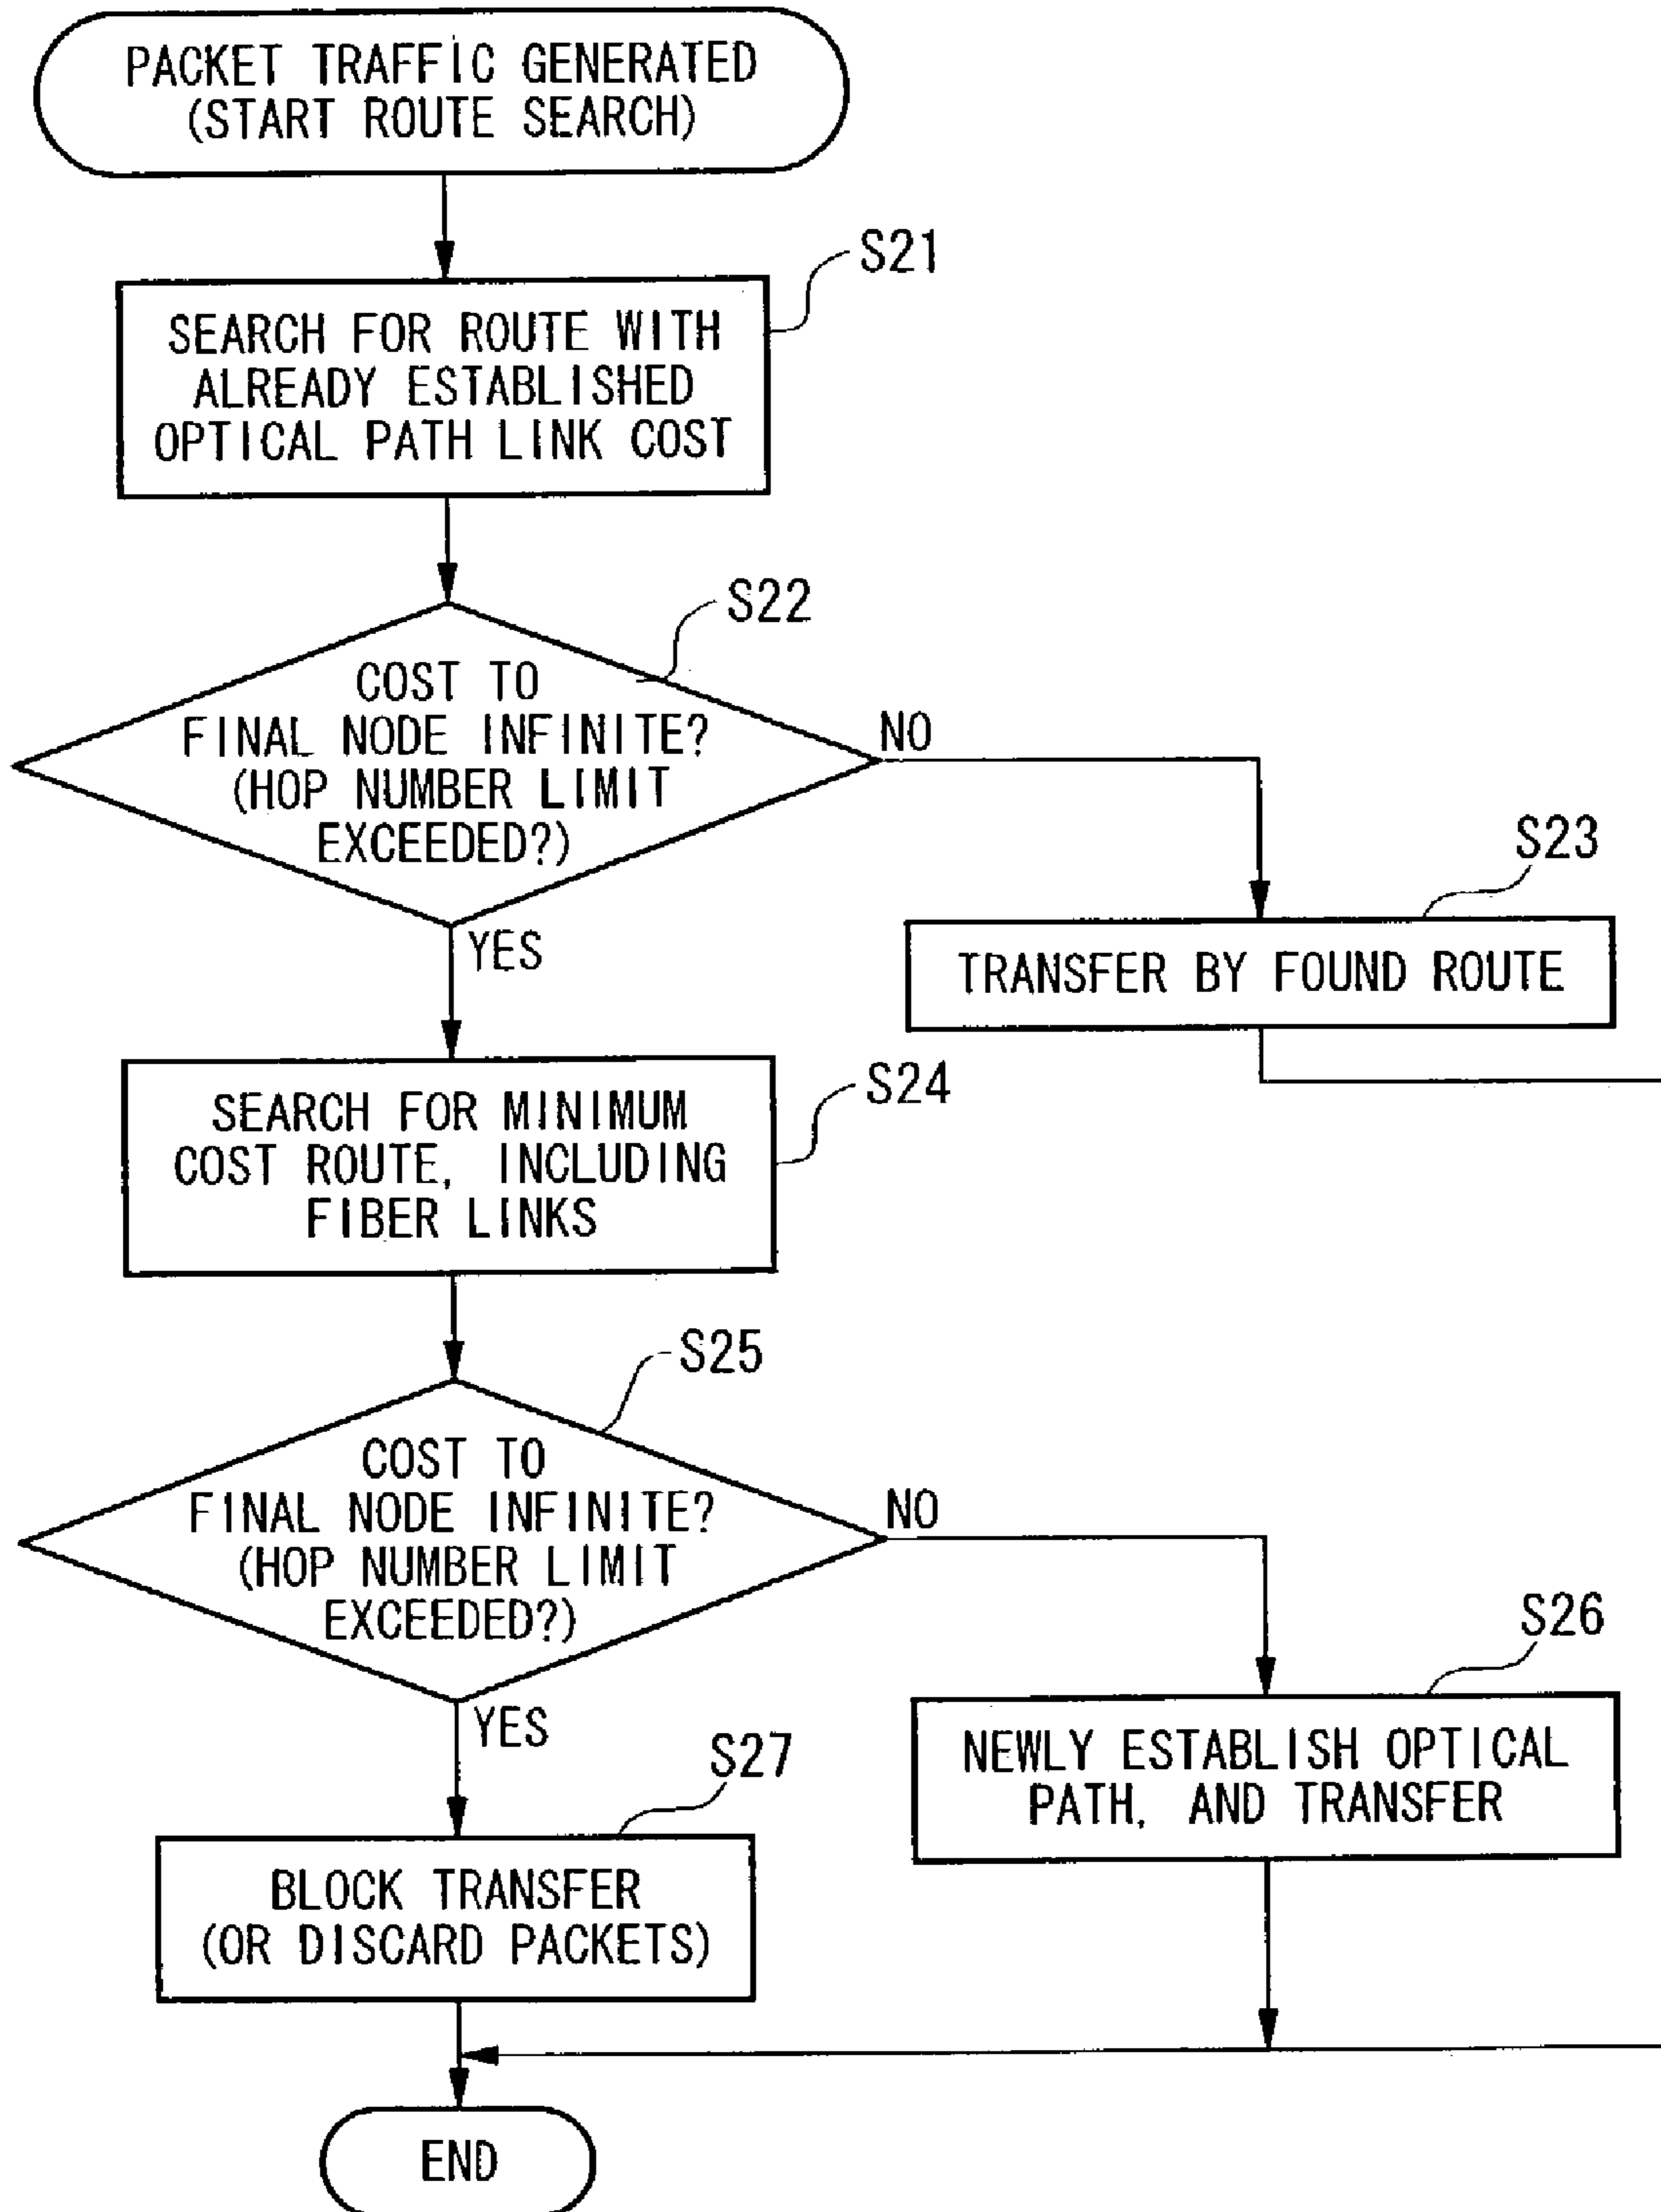 PACKET TRAFFIC GENERATED
(START ROUTE SEARCH)
S21
SEARCH FOR ROUTE WITH
ALREADY ESTABLISHED
OPTICAL PATH LINK COST
S22
COST TO
FINAL NODE INFINITE?
(HOP NUMBER LIMIT
EXCEEDED?)
NO
YES
S23
TRANSFER BY FOUND ROUTE
S24
SEARCH FOR MINIMUM
COST ROUTE, INCLUDING
FIBER LINKS
S25
COST TO
FINAL NODE INFINITE?
(HOP NUMBER LIMIT
EXCEEDED?)
NO
YES
S26
NEWLY ESTABLISH OPTICAL
PATH, AND TRANSFER
S27
BLOCK TRANSFER
(OR DISCARD PACKETS)
END